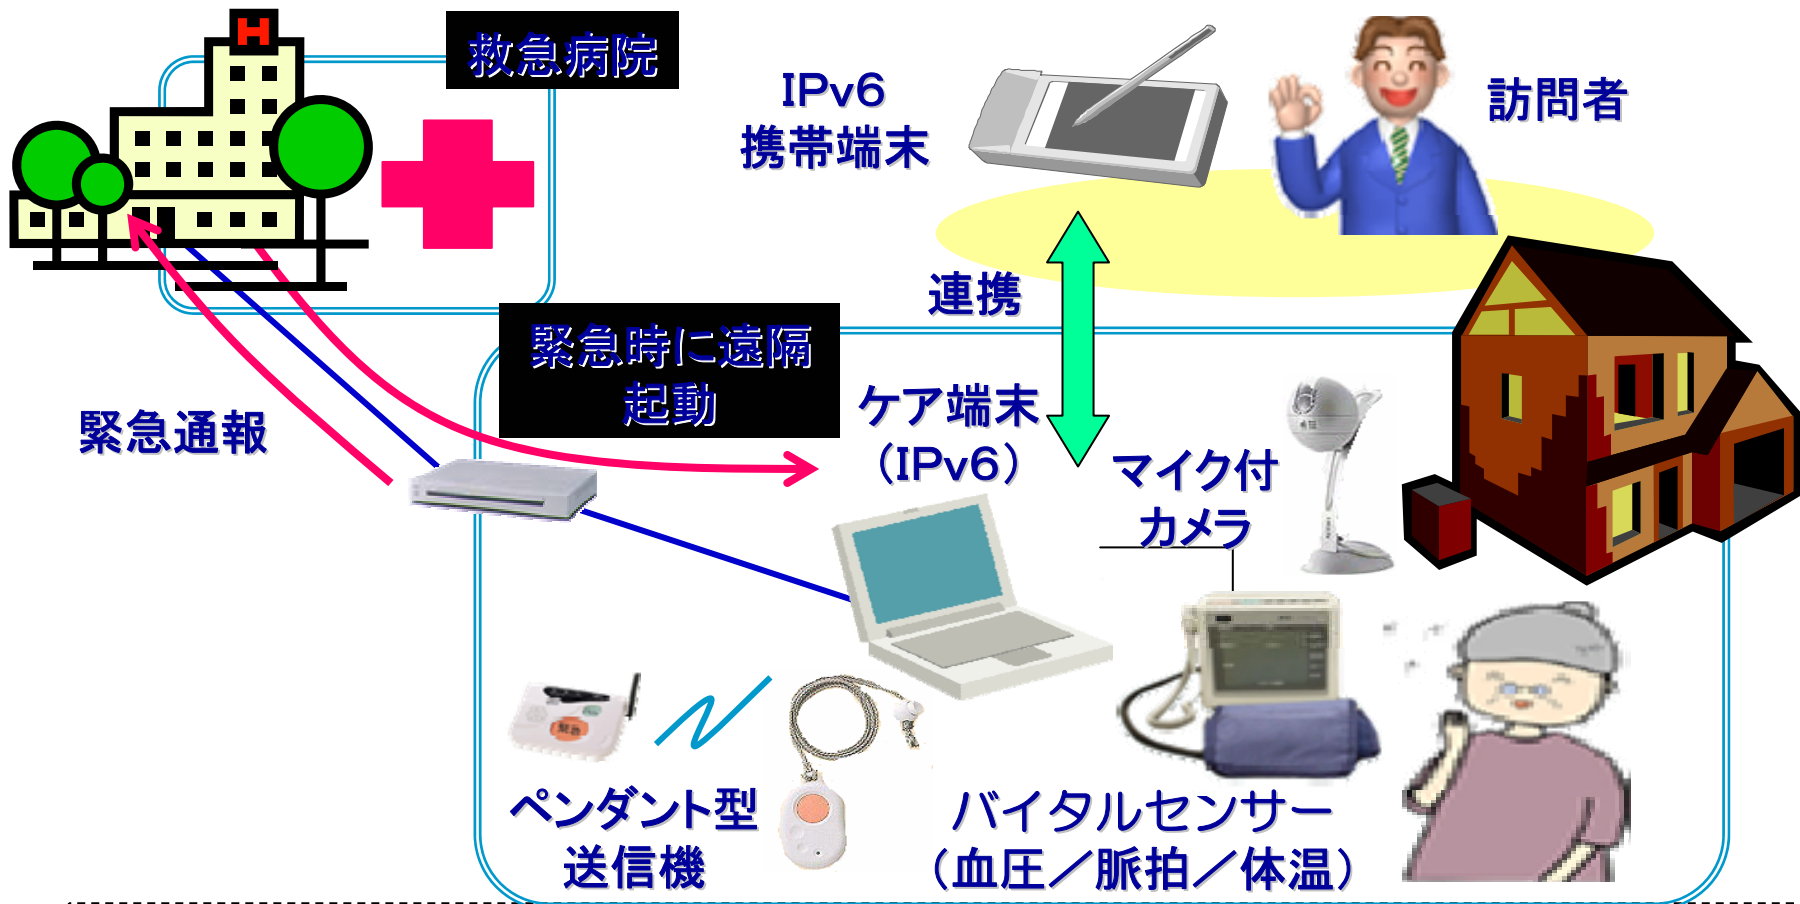 H
救急病院
IPv6
携帯端末
訪問者
連携
緊急時に遠隔
起動
緊急通報
ケア端末
（IPv6）
マイク付
カメラ
緊急
ペンダント型
送信機
バイタルセンサー
（血圧／脈拍／体温）